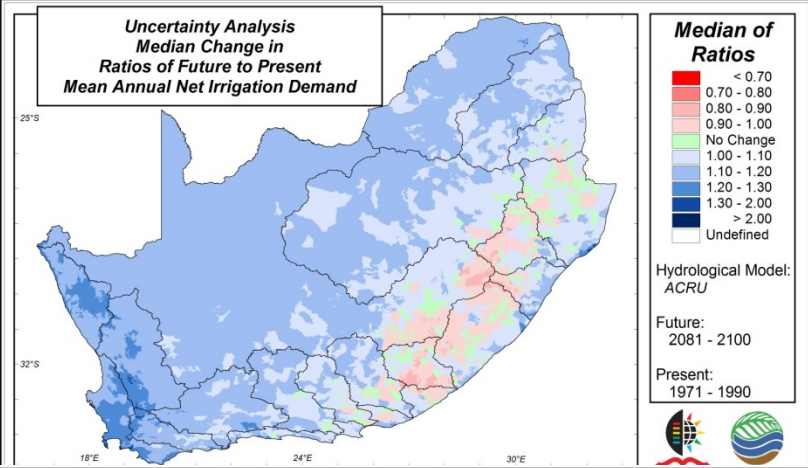 Uncertainty Analysis
Median Change in
Ratios of Future to Present
Mean Annual Net Irrigation Demand
25°S
32°S
18°E
24°E
30°E
Median of
Ratios
< 0.70
0.70 - 0.80
0.80 - 0.90
0.90 - 1.00
No Change
1.00 - 1.10
1.10 - 1.20
1.20 - 1.30
1.30 - 2.00
> 2.00
Undefined
Hydrological Model:
ACRU
Future:
2081 - 2100
Present:
1971 - 1990